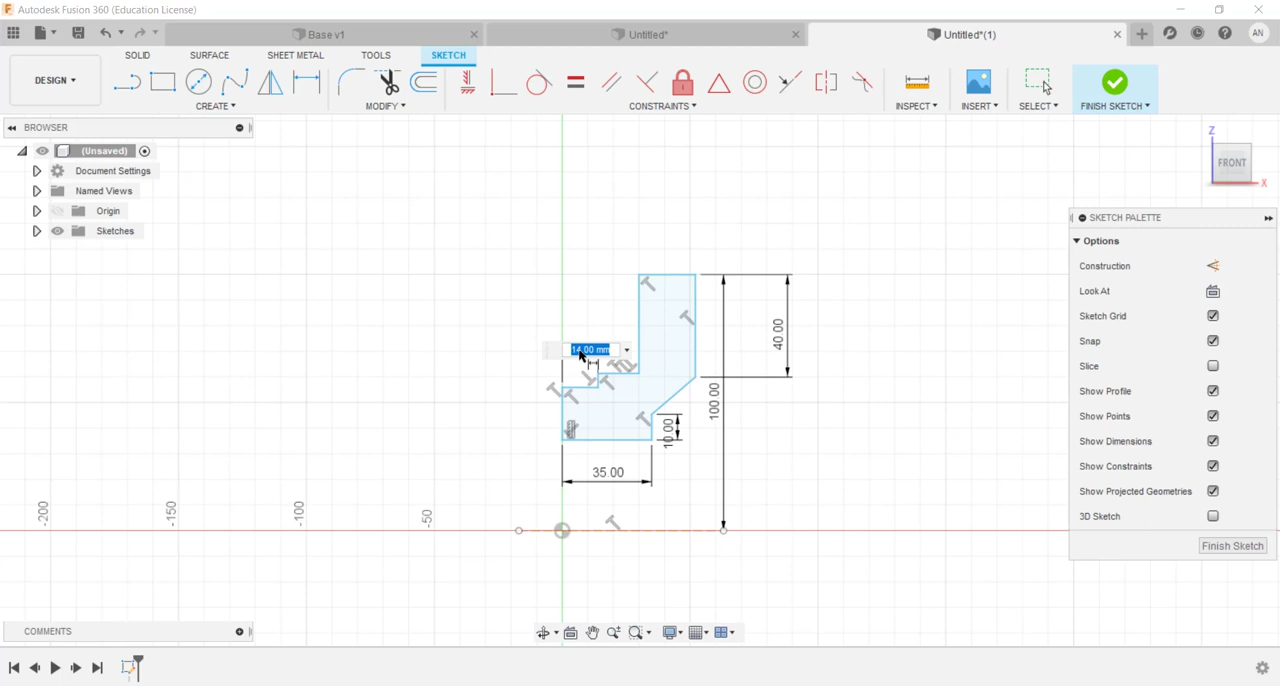 Autodesk Fusion 360 (Education License)
Base v1
Untitled*
Untitled*(1)
AN
DESIGN
SOLID
SURFACE
SHEET METAL
TOOLS
SKETCH
CREATE
MODIFY
CONSTRAINTS
INSPECT
INSERT
SELECT
FINISH SKETCH
BROWSER
(Unsaved)
Document Settings
Named Views
Origin
Sketches
Z
FRONT
X
SKETCH PALETTE
Options
Construction
Look At
Sketch Grid
Snap
Slice
Show Profile
Show Points
Show Dimensions
Show Constraints
Show Projected Geometries
3D Sketch
Finish Sketch
14.00 mm
40.00
100.00
10.00
35.00
-200
-150
-100
-50
COMMENTS